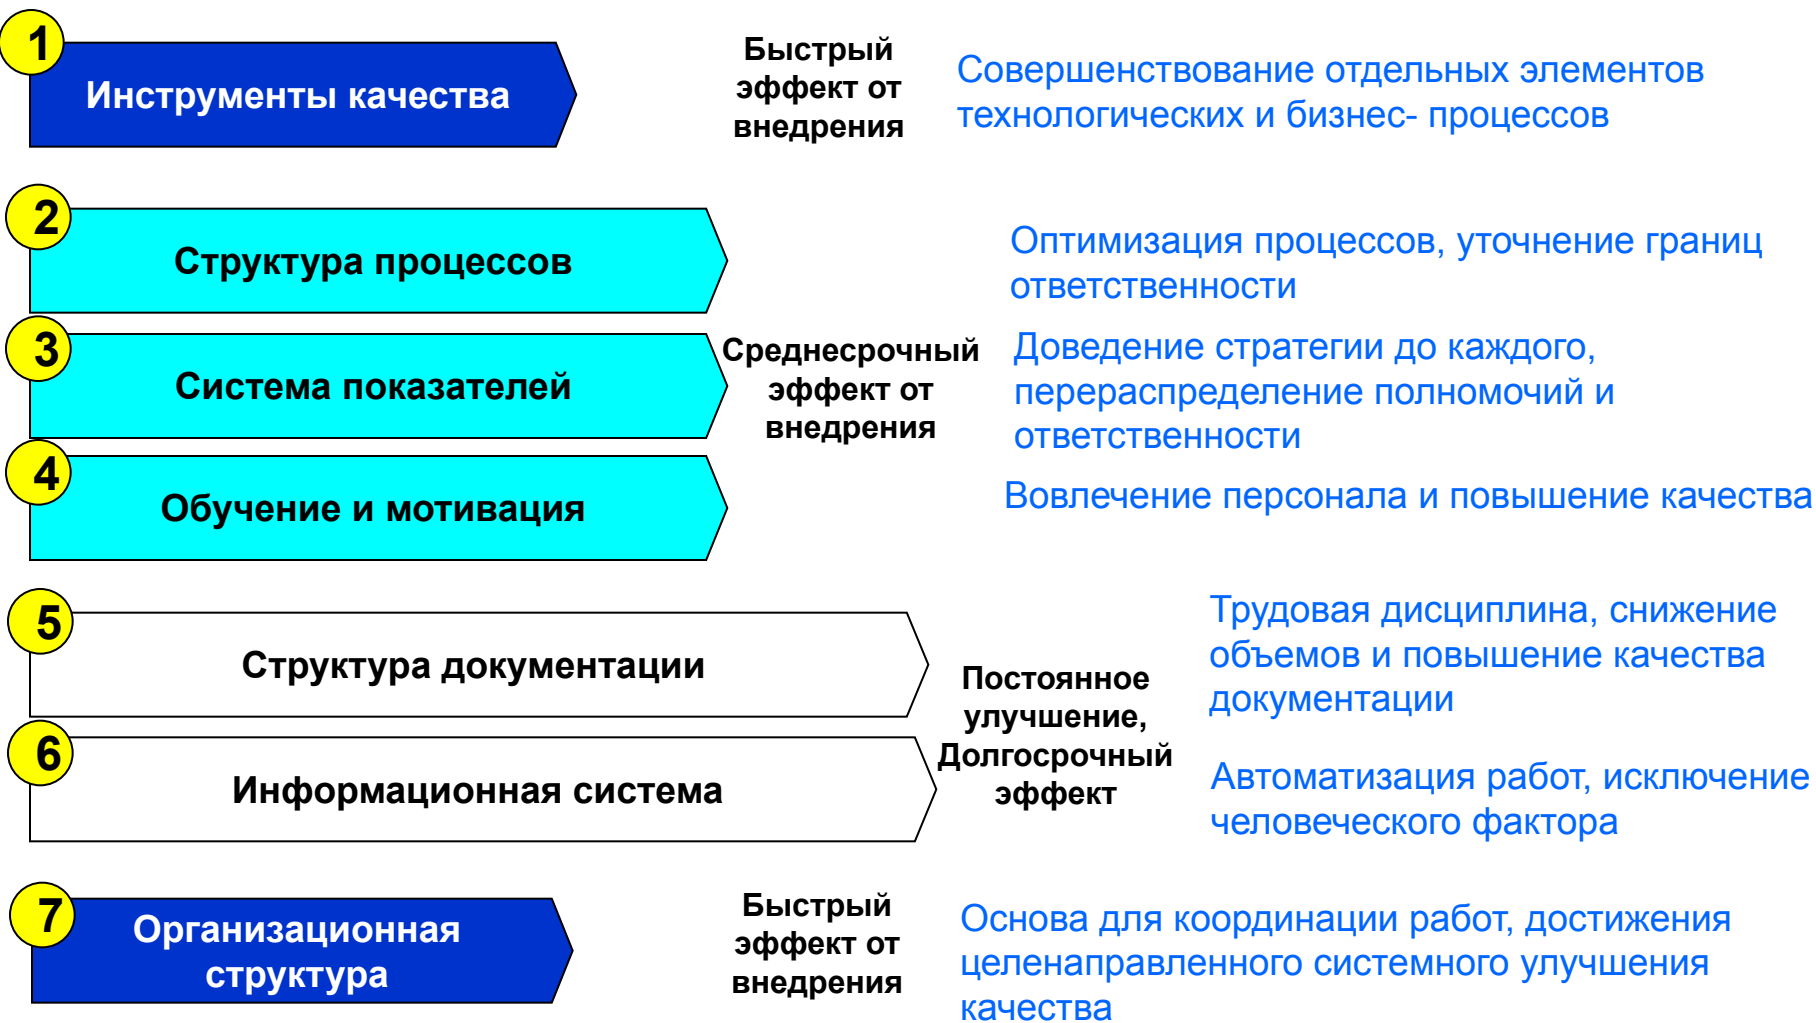 1
Инструменты качества
Быстрый
эффект от
внедрения
Совершенствование отдельных элементов
технологических и бизнес- процессов
2
Структура процессов
Оптимизация процессов, уточнение границ
ответственности
3
Система показателей
Среднесрочный
эффект от
внедрения
Доведение стратегии до каждого,
перераспределение полномочий и
ответственности
4
Обучение и мотивация
Вовлечение персонала и повышение качества
5
Структура документации
Трудовая дисциплина, снижение
объемов и повышение качества
документации
Постоянное
улучшение,
Долгосрочный
эффект
6
Информационная система
Автоматизация работ, исключение
человеческого фактора
7
Организационная
структура
Быстрый
эффект от
внедрения
Основа для координации работ, достижения
целенаправленного системного улучшения
качества